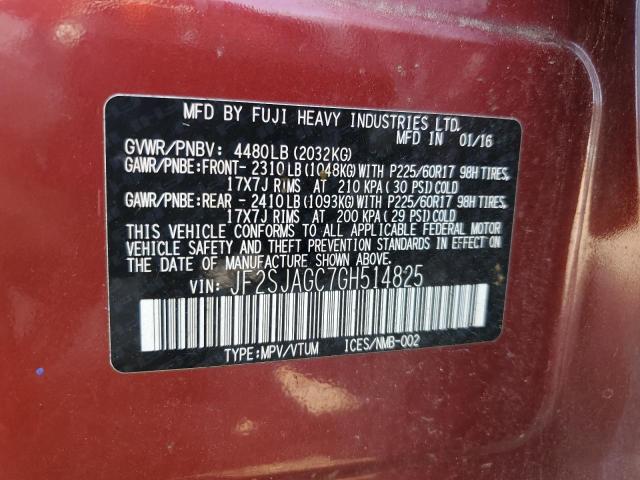 MFD BY FUJI HEAVY INDUSTRIES LTD.
MFD IN 01/16
GVWR/PNBV: 4480LB (2032KG)
GAWR/PNBE:FRONT- 2310LB (1048KG)WITH P225/60R17 98H TIRES,
17X7J RIMS AT 210 KPA (30 PSI)COLD
GAWR/PNBE:REAR - 2410LB (1093KG)WITH P225/60R17 98H TIRES,
17X7J RIMS AT 200 KPA (29 PSI)COLD
THIS VEHICLE CONFORMS TO ALL APPLICABLE FEDERAL MOTOR
VEHICLE SAFETY AND THEFT PREVENTION STANDARDS IN EFFECT
ON THE DATE OF MANUFACTURE SHOWN ABOVE.
VIN: JF2SJAGC7GH514825
TYPE:MPV/VTUM ICES/NMB-002